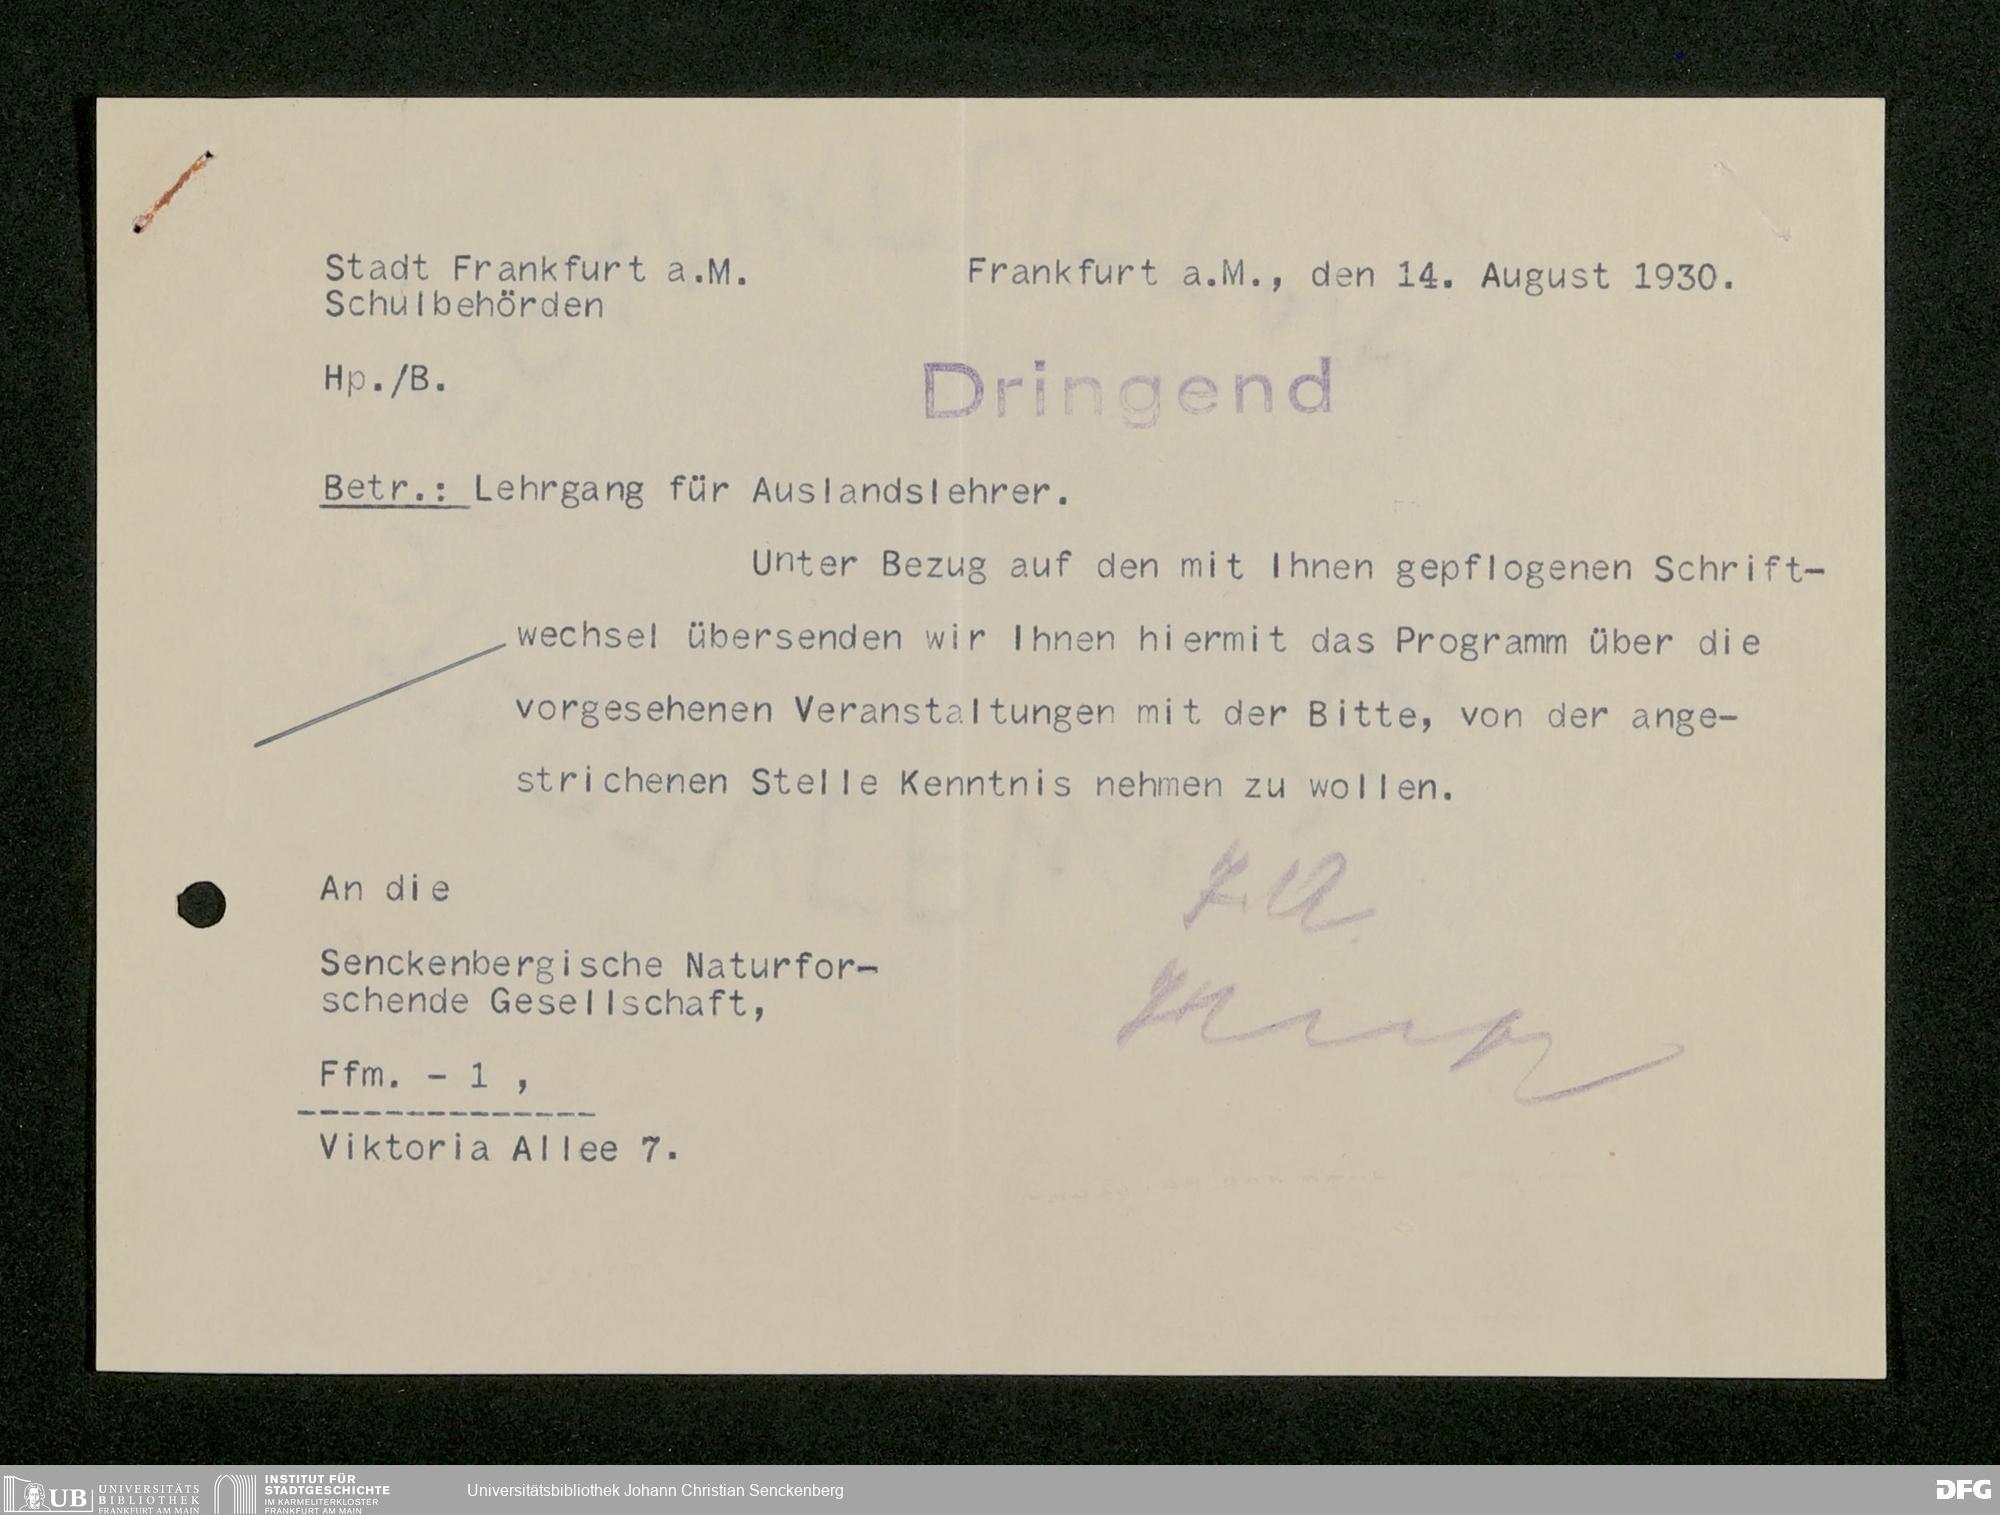 Stadt Frankfurt a.M.
Schulbehörden
Frankfurt a.M., den 14. August 1930.
Hp./B.
Dringend
Betr.: Lehrgang für Auslandslehrer.
Unter Bezug auf den mit Ihnen gepflogenen Schrift-
wechsel übersenden wir Ihnen hiermit das Programm über die
vorgesehenen Veranstaltungen mit der Bitte, von der ange-
strichenen Stelle Kenntnis nehmen zu wollen.
I.A.
An die
Senckenbergische Naturfor-
schende Gesellschaft,
Ffm. - 1 ,
--------------
Viktoria Allee 7.
UB UNIVERSITÄTS
BIBLIOTHEK
FRANKFURT AM MAIN
INSTITUT FÜR
STADTGESCHICHTE
IM KARMELITERKLOSTER
FRANKFURT AM MAIN
Universitätsbibliothek Johann Christian Senckenberg
DFG